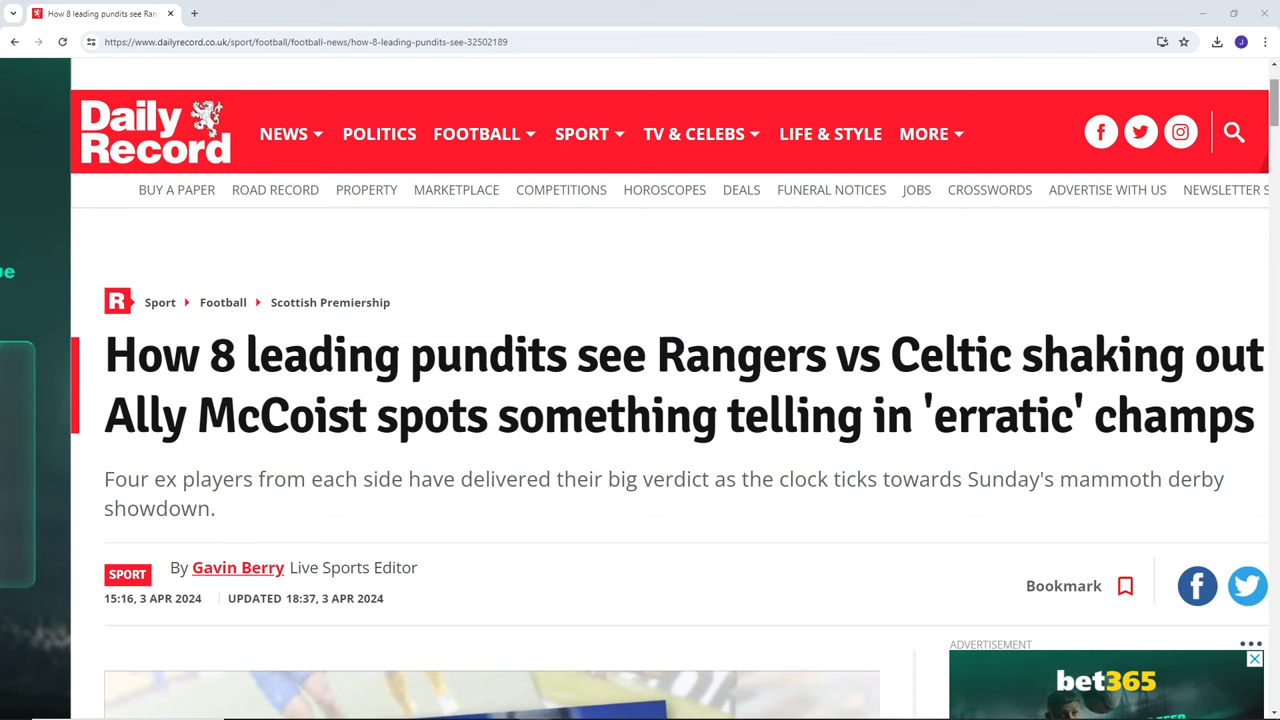 How 8 leading pundits see Ran
https://www.dailyrecord.co.uk/sport/football/football-news/how-8-leading-pundits-see-32502189
J
Daily
Record
NEWS POLITICS FOOTBALL SPORT TV & CELEBS LIFE & STYLE MORE
BUY A PAPER ROAD RECORD PROPERTY MARKETPLACE COMPETITIONS HOROSCOPES DEALS FUNERAL NOTICES JOBS CROSSWORDS ADVERTISE WITH US NEWSLETTER S
ue
R Sport Football Scottish Premiership
How 8 leading pundits see Rangers vs Celtic shaking out
Ally McCoist spots something telling in 'erratic' champs
Four ex players from each side have delivered their big verdict as the clock ticks towards Sunday's mammoth derby
showdown.
SPORT By Gavin Berry Live Sports Editor
15:16, 3 APR 2024 UPDATED 18:37, 3 APR 2024
Bookmark
ADVERTISEMENT
bet365